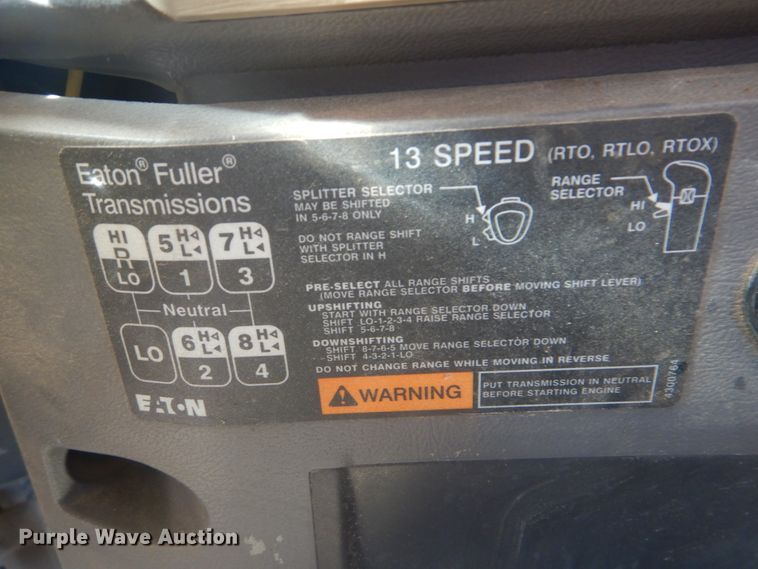 Eaton® Fuller®
Transmissions
13 SPEED (RTO, RTLO, RTOX)
SPLITTER SELECTOR
MAY BE SHIFTED
IN 5-6-7-8 ONLY
H
L
RANGE
SELECTOR
HI
LO
DO NOT RANGE SHIFT
WITH SPLITTER
SELECTOR IN H
HI
R
LO
5 H L
1
7 H L
3
Neutral
LO
6 H L
2
8 H L
4
PRE-SELECT ALL RANGE SHIFTS
(MOVE RANGE SELECTOR BEFORE MOVING SHIFT LEVER)
UPSHIFTING
START WITH RANGE SELECTOR DOWN
SHIFT LO-1-2-3-4 RAISE RANGE SELECTOR
SHIFT 5-6-7-8
DOWNSHIFTING
SHIFT 8-7-6-5 MOVE RANGE SELECTOR DOWN
SHIFT 4-3-2-1-LO
DO NOT CHANGE RANGE WHILE MOVING IN REVERSE
WARNING
PUT TRANSMISSION IN NEUTRAL
BEFORE STARTING ENGINE
EATON
4300764
Purple Wave Auction